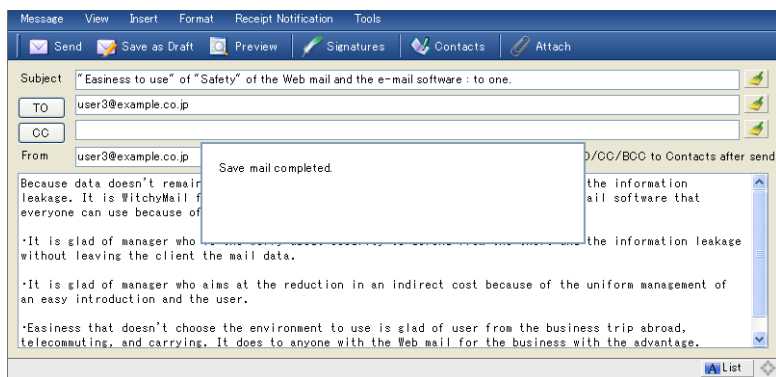 Message View Insert Format Receipt Notification Tools
Send Save as Draft Preview Signatures Contacts Attach
Subject "Easiness to use" of "Safety" of the Web mail and the e-mail software : to one.
TO user3@example.co.jp
CC
From user3@example.co.jp O/CC/BCC to Contacts after send
Save mail completed.
Because data doesn't remain the information
leakage. It is WitchyMail f ail software that
everyone can use because of
·It is glad of manager who the information leakage
without leaving the client the mail data.
·It is glad of manager who aims at the reduction in an indirect cost because of the uniform management of
an easy introduction and the user.
·Easiness that doesn't choose the environment to use is glad of user from the business trip abroad,
telecommuting, and carrying. It does to anyone with the Web mail for the business with the advantage.
A List